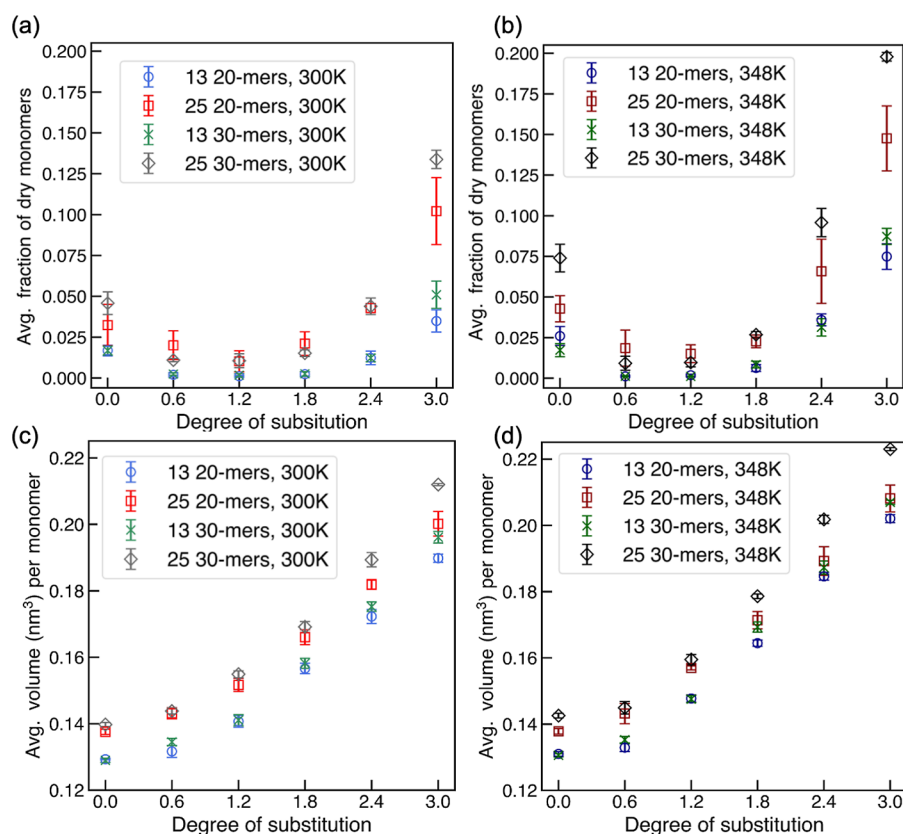 (a)
0.200
0.175
0.150
0.125
0.100
0.075
0.050
0.025
0.000
Avg. fraction of dry monomers
13 20-mers, 300K
25 20-mers, 300K
13 30-mers, 300K
25 30-mers, 300K
0.0 0.6 1.2 1.8 2.4 3.0
Degree of subsitution
(b)
0.200
0.175
0.150
0.125
0.100
0.075
0.050
0.025
0.000
Avg. fraction of dry monomers
13 20-mers, 348K
25 20-mers, 348K
13 30-mers, 348K
25 30-mers, 348K
0.0 0.6 1.2 1.8 2.4 3.0
Degree of subsitution
(c)
0.22
0.20
0.18
0.16
0.14
0.12
Avg. volume (nm³) per monomer
13 20-mers, 300K
25 20-mers, 300K
13 30-mers, 300K
25 30-mers, 300K
0.0 0.6 1.2 1.8 2.4 3.0
Degree of substitution
(d)
0.22
0.20
0.18
0.16
0.14
0.12
Avg. volume (nm³) per monomer
13 20-mers, 348K
25 20-mers, 348K
13 30-mers, 348K
25 30-mers, 348K
0.0 0.6 1.2 1.8 2.4 3.0
Degree of substitution